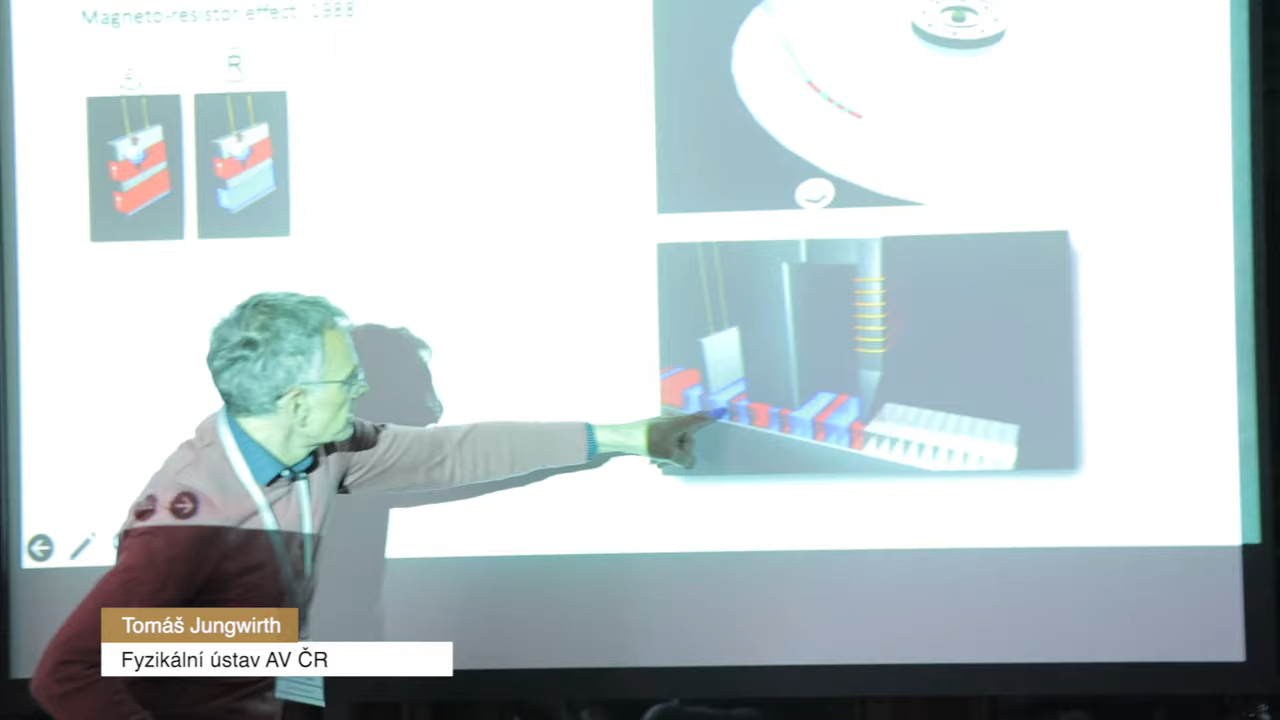 Magneto-resistor effect 1988
R
Tomáš Jungwirth
Fyzikální ústav AV ČR